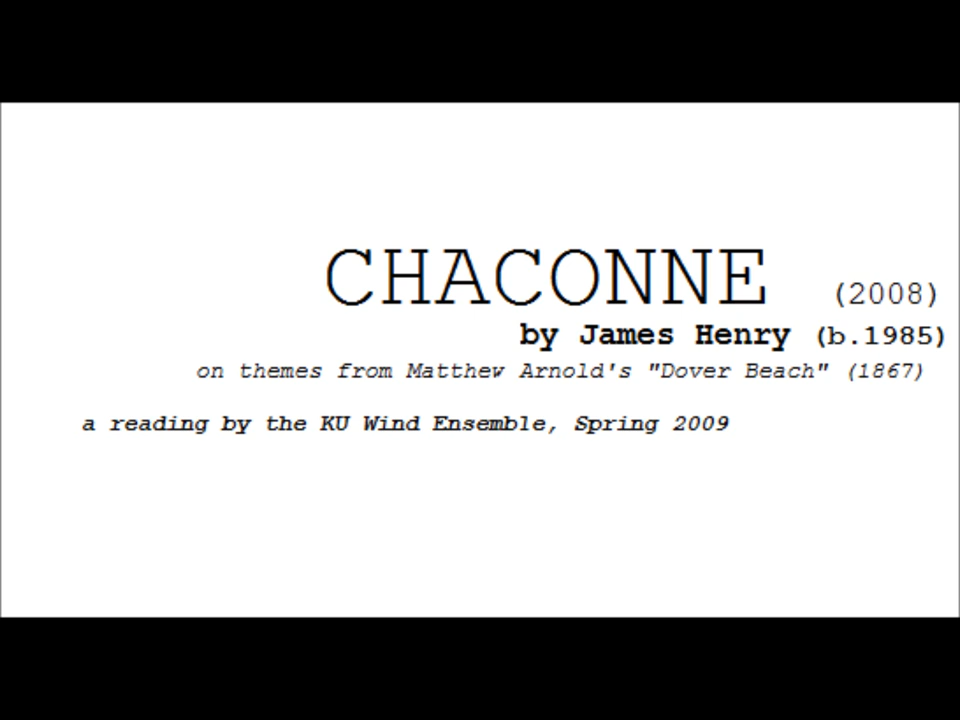 CHACONNE (2008)
by James Henry (b.1985)
on themes from Matthew Arnold's "Dover Beach" (1867)
a reading by the KU Wind Ensemble, Spring 2009